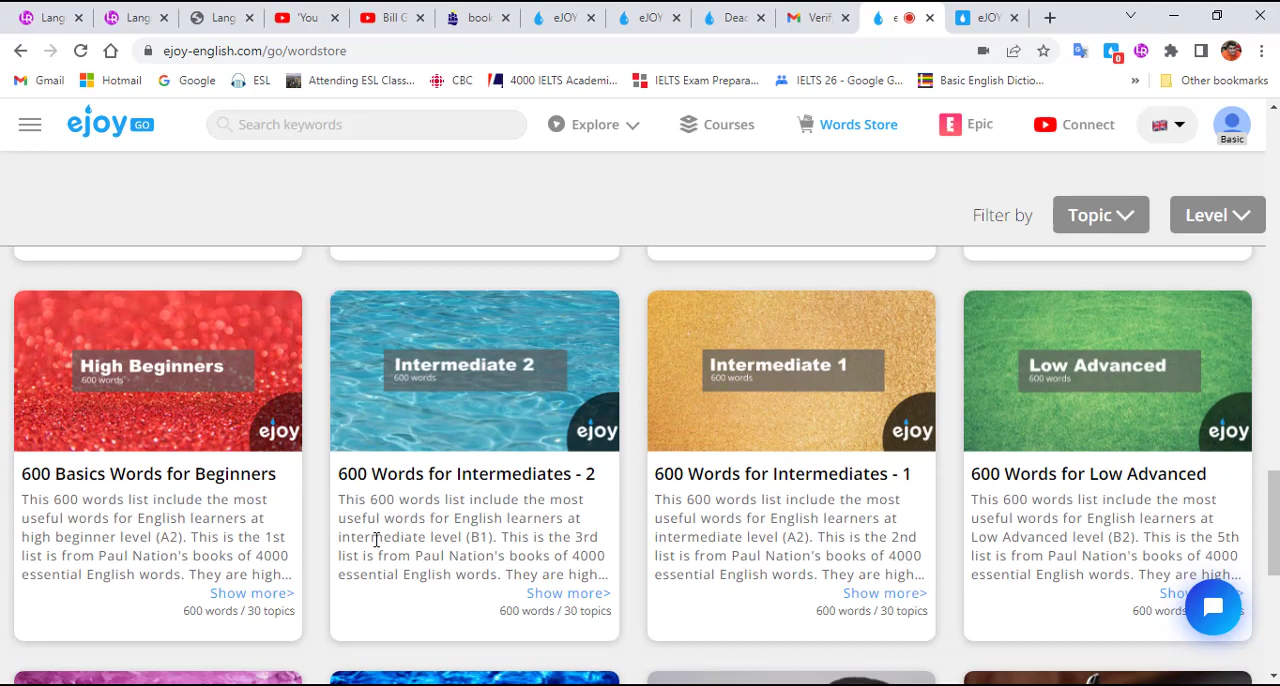 Lang
Lang
Lang
'You
Bill G
book
eJOY
eJOY
Dead
Verif
e
eJOY
ejoy-english.com/go/wordstore
Gmail
Hotmail
Google
ESL
Attending ESL Class...
CBC
4000 IELTS Academi...
IELTS Exam Prepara...
IELTS 26 - Google G...
Basic English Dictio...
»
Other bookmarks
0
ejoy GO
Search keywords
Explore
Courses
Words Store
E Epic
Connect
Basic
Filter by
Topic
Level
High Beginners
600 words
ejoy
600 Basics Words for Beginners
This 600 words list include the most
useful words for English learners at
high beginner level (A2). This is the 1st
list is from Paul Nation's books of 4000
essential English words. They are high...
Show more>
600 words / 30 topics
Intermediate 2
600 words
ejoy
600 Words for Intermediates - 2
This 600 words list include the most
useful words for English learners at
intermediate level (B1). This is the 3rd
list is from Paul Nation's books of 4000
essential English words. They are high...
Show more>
600 words / 30 topics
Intermediate 1
600 words
ejoy
600 Words for Intermediates - 1
This 600 words list include the most
useful words for English learners at
intermediate level (A2). This is the 2nd
list is from Paul Nation's books of 4000
essential English words. They are high...
Show more>
600 words / 30 topics
Low Advanced
600 words
ejoy
600 Words for Low Advanced
This 600 words list include the most
useful words for English learners at
Low Advanced level (B2). This is the 5th
list is from Paul Nation's books of 4000
essential English words. They are high...
Sho
600 words